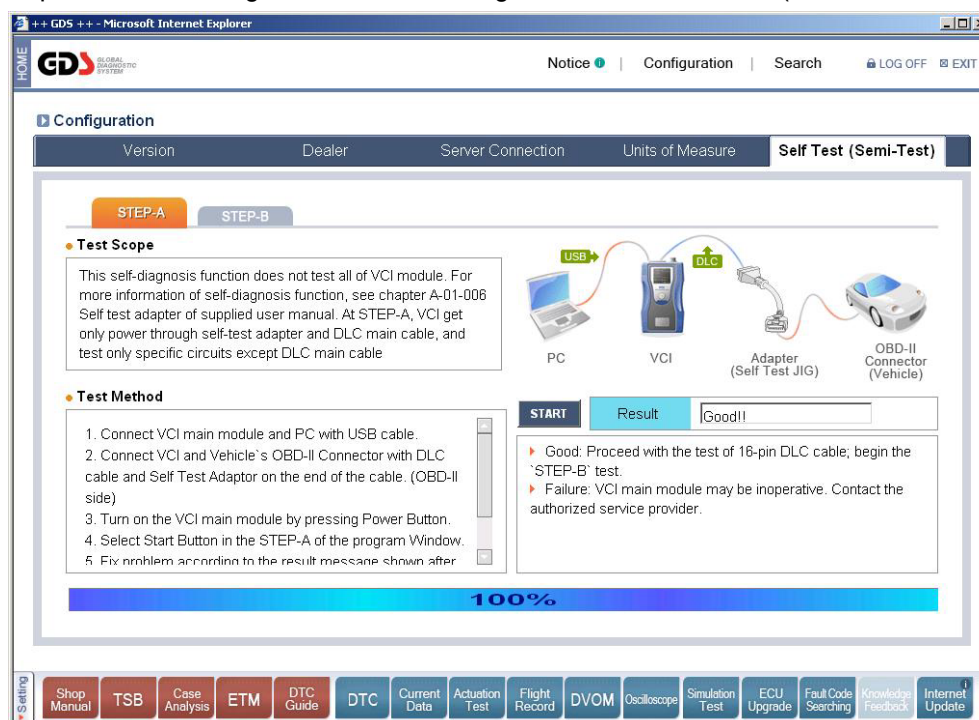 ++ GDS ++ - Microsoft Internet Explorer
HOME
GDS GLOBAL DIAGNOSTIC SYSTEM
Notice | Configuration | Search LOG OFF EXIT
Configuration
Version Dealer Server Connection Units of Measure Self Test (Semi-Test)
STEP-A STEP-B
Test Scope
This self-diagnosis function does not test all of VCI module. For
more information of self-diagnosis function, see chapter A-01-006
Self test adapter of supplied user manual. At STEP-A, VCI get
only power through self-test adapter and DLC main cable, and
test only specific circuits except DLC main cable
USB
DLC
PC
VCI
Adapter
(Self Test JIG)
OBD-II
Connector
(Vehicle)
Test Method
1. Connect VCI main module and PC with USB cable.
2. Connect VCI and Vehicle`s OBD-II Connector with DLC
cable and Self Test Adaptor on the end of the cable. (OBD-II
side)
3. Turn on the VCI main module by pressing Power Button.
4. Select Start Button in the STEP-A of the program Window.
5. Fix problem according to the result message shown after
START Result Good!!
Good: Proceed with the test of 16-pin DLC cable; begin the
`STEP-B` test.
Failure: VCI main module may be inoperative. Contact the
authorized service provider.
100%
Setting
Shop Manual
TSB
Case Analysis
ETM
DTC Guide
DTC
Current Data
Actuation Test
Flight Record
DVOM
Oscilloscope
Simulation Test
ECU Upgrade
Fault Code Searching
Knowledge Feedback
Internet Update